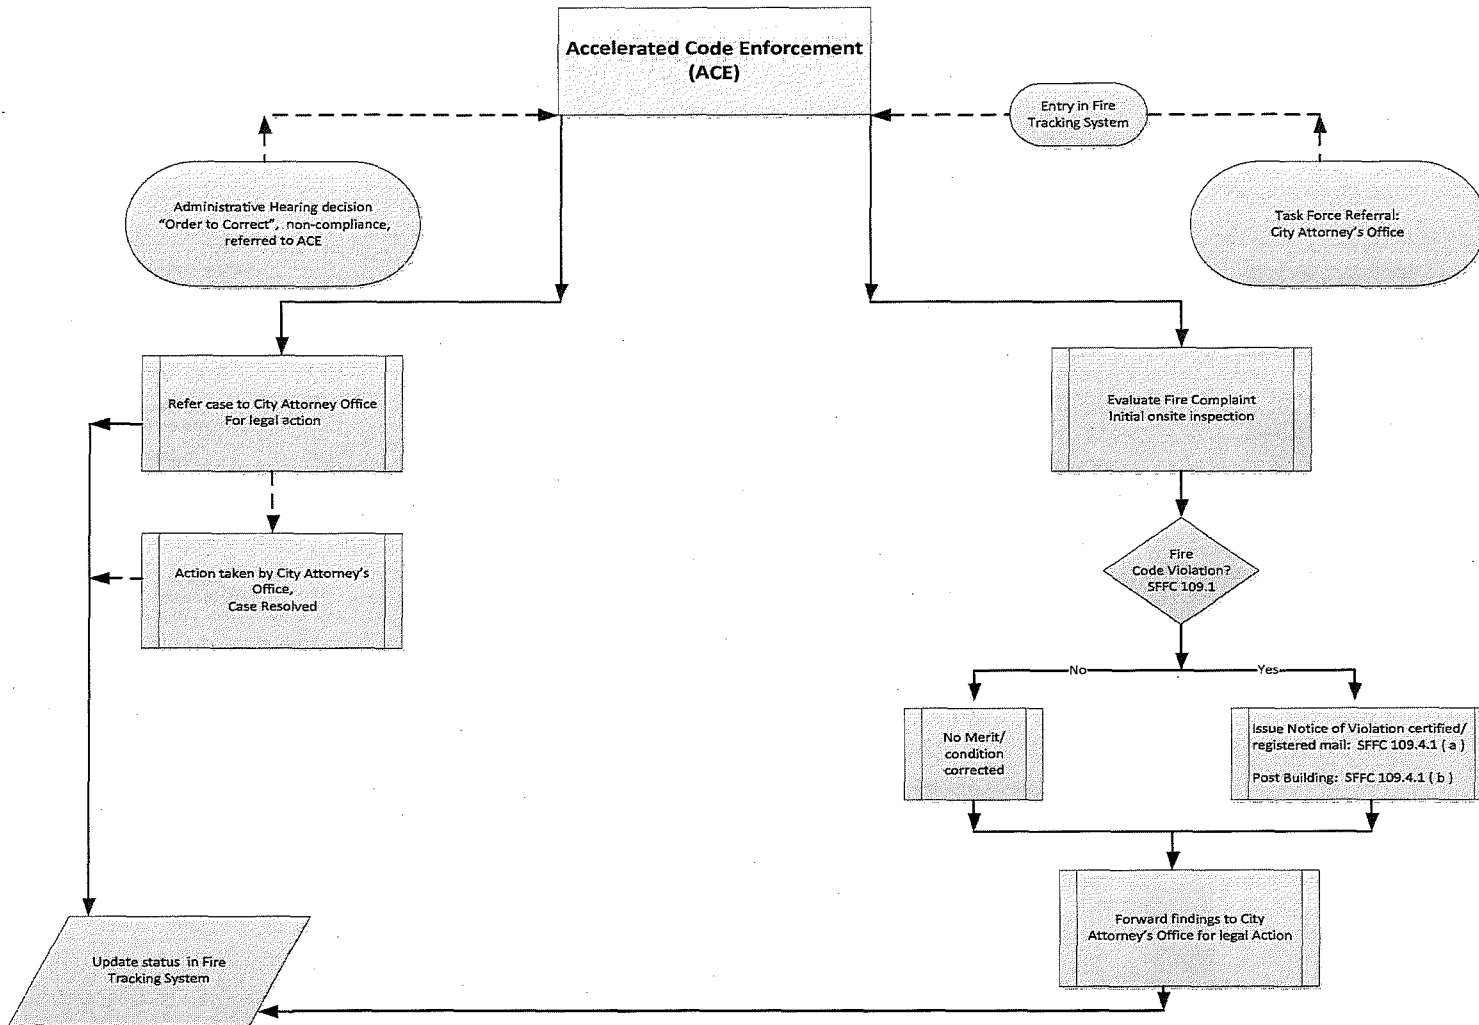 Accelerated Code Enforcement
(ACE)
Entry in Fire
Tracking System
Administrative Hearing decision
“Order to Correct”, non-compliance,
referred to ACE
Task Force Referral:
City Attorney’s Office
Refer case to City Attorney Office
For legal action
Evaluate Fire Complaint
Initial onsite inspection
Action taken by City Attorney’s
Office,
Case Resolved
Fire
Code Violation?
SFFC 109.1
No
Yes
No Merit/
condition
corrected
Issue Notice of Violation certified/
registered mail: SFFC 109.4.1 ( a )
Post Building: SFFC 109.4.1 ( b )
Forward findings to City
Attorney’s Office for legal Action
Update status in Fire
Tracking System